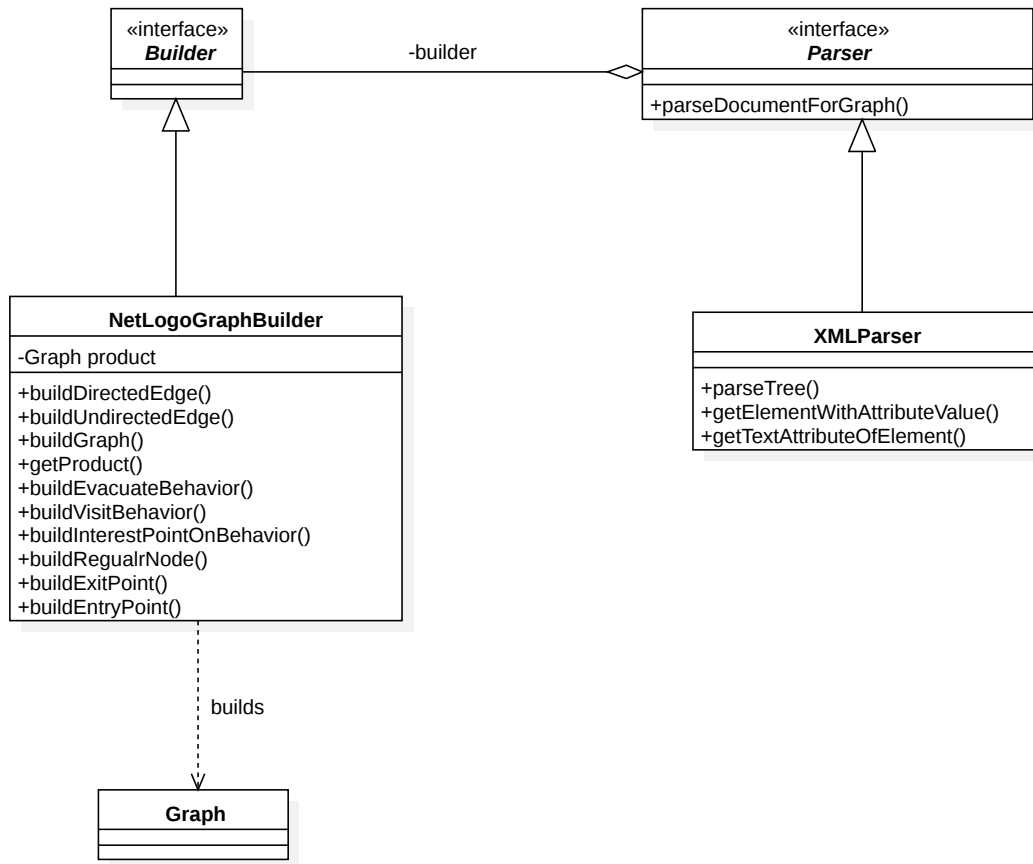 «interface»
Builder
-builder
«interface»
Parser
+parseDocumentForGraph()
NetLogoGraphBuilder
-Graph product
+buildDirectedEdge()
+buildUndirectedEdge()
+buildGraph()
+getProduct()
+buildEvacuateBehavior()
+buildVisitBehavior()
+buildInterestPointOnBehavior()
+buildRegualrNode()
+buildExitPoint()
+buildEntryPoint()
XMLParser
+parseTree()
+getElementWithAttributeValue()
+getTextAttributeOfElement()
builds
Graph